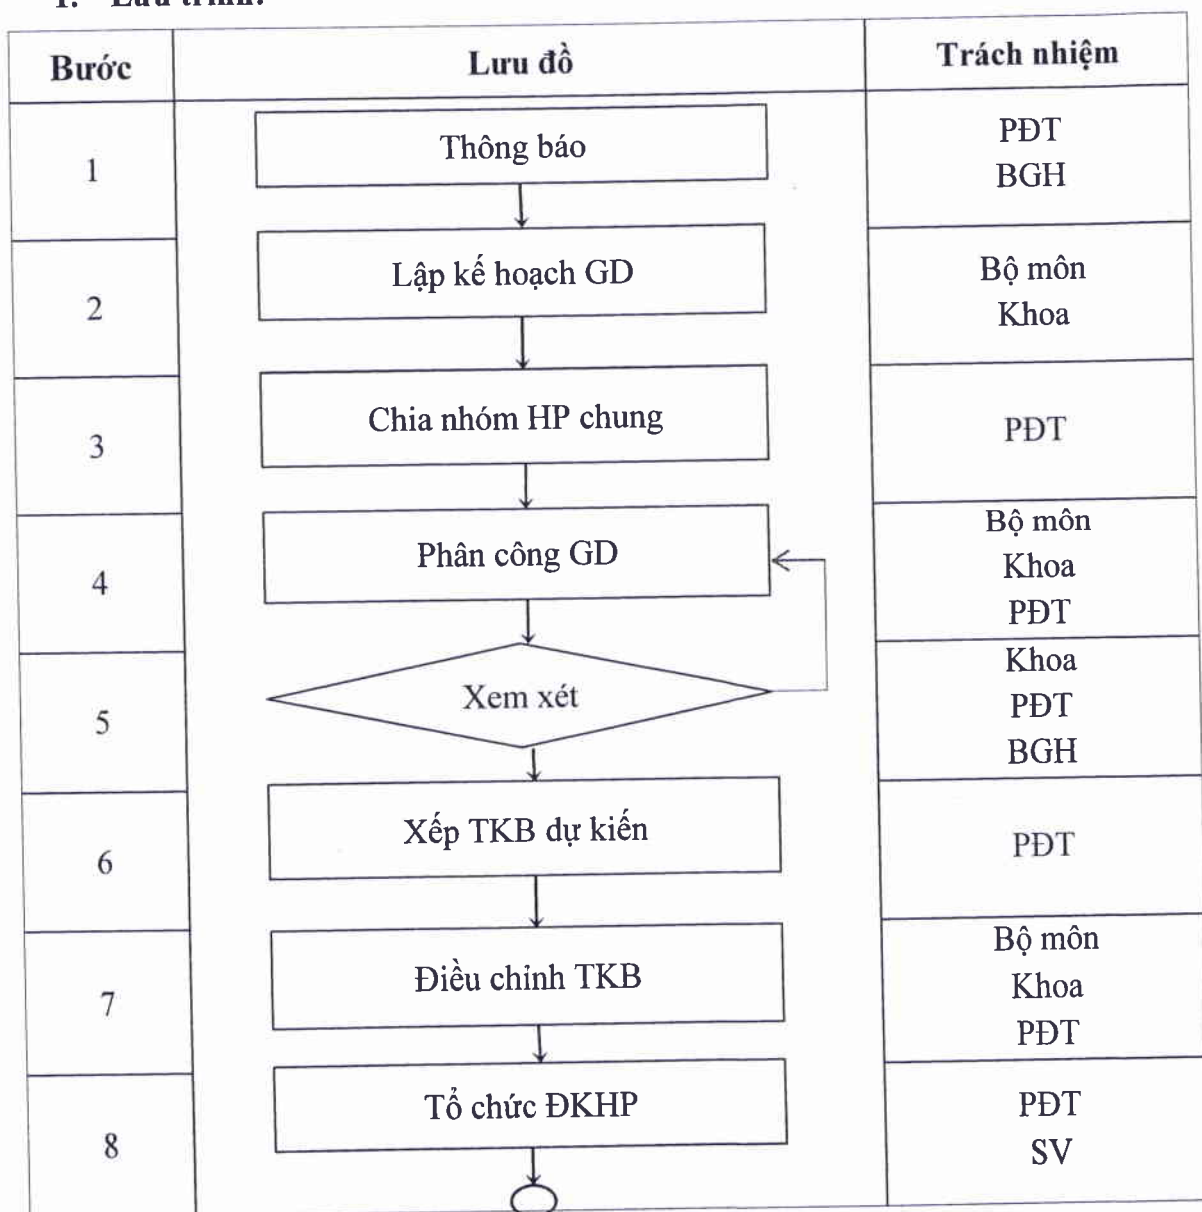 1. Lưu trình:
Bước
Lưu đồ
Trách nhiệm
1
Thông báo
PĐT
BGH
2
Lập kế hoạch GD
Bộ môn
Khoa
3
Chia nhóm HP chung
PĐT
4
Phân công GD
Bộ môn
Khoa
PĐT
5
Xem xét
Khoa
PĐT
BGH
6
Xếp TKB dự kiến
PĐT
7
Điều chỉnh TKB
Bộ môn
Khoa
PĐT
8
Tổ chức ĐKHP
PĐT
SV